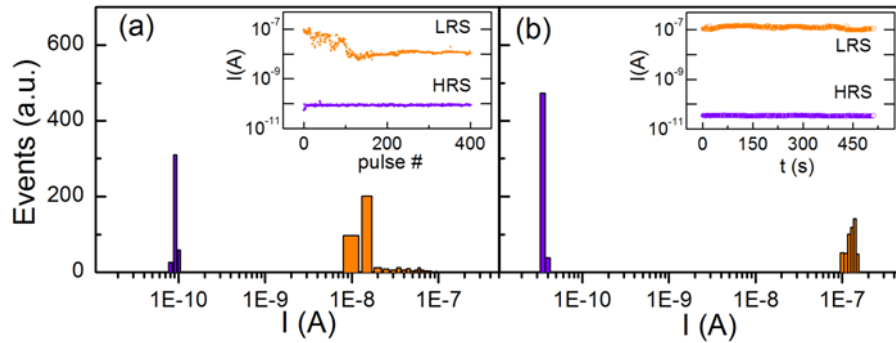 Events (a.u.)
600
400
200
0
(a)
I(A)
10-7
10-9
10-11
LRS
HRS
0 200 400
pulse #
1E-10 1E-9 1E-8 1E-7
I (A)
(b)
I(A)
10-7
10-9
10-11
LRS
HRS
0 150 300 450
t (s)
1E-10 1E-9 1E-8 1E-7
I (A)